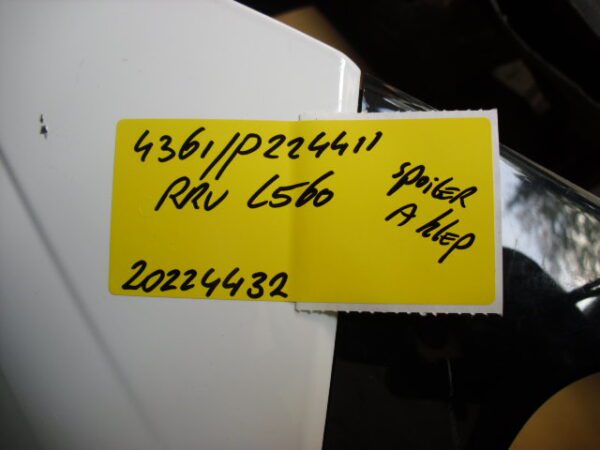 4361//P224411
RRV L560
spoiler
A klep
20224432